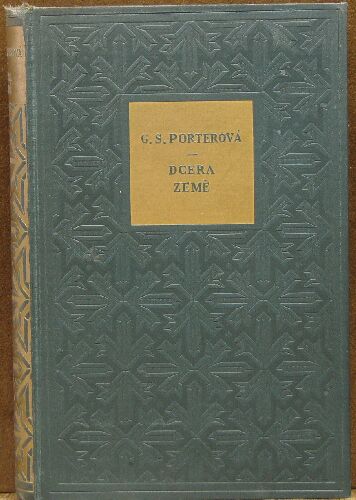 G. S. PORTEROVÁ
—
DCERA
ZEMĚ